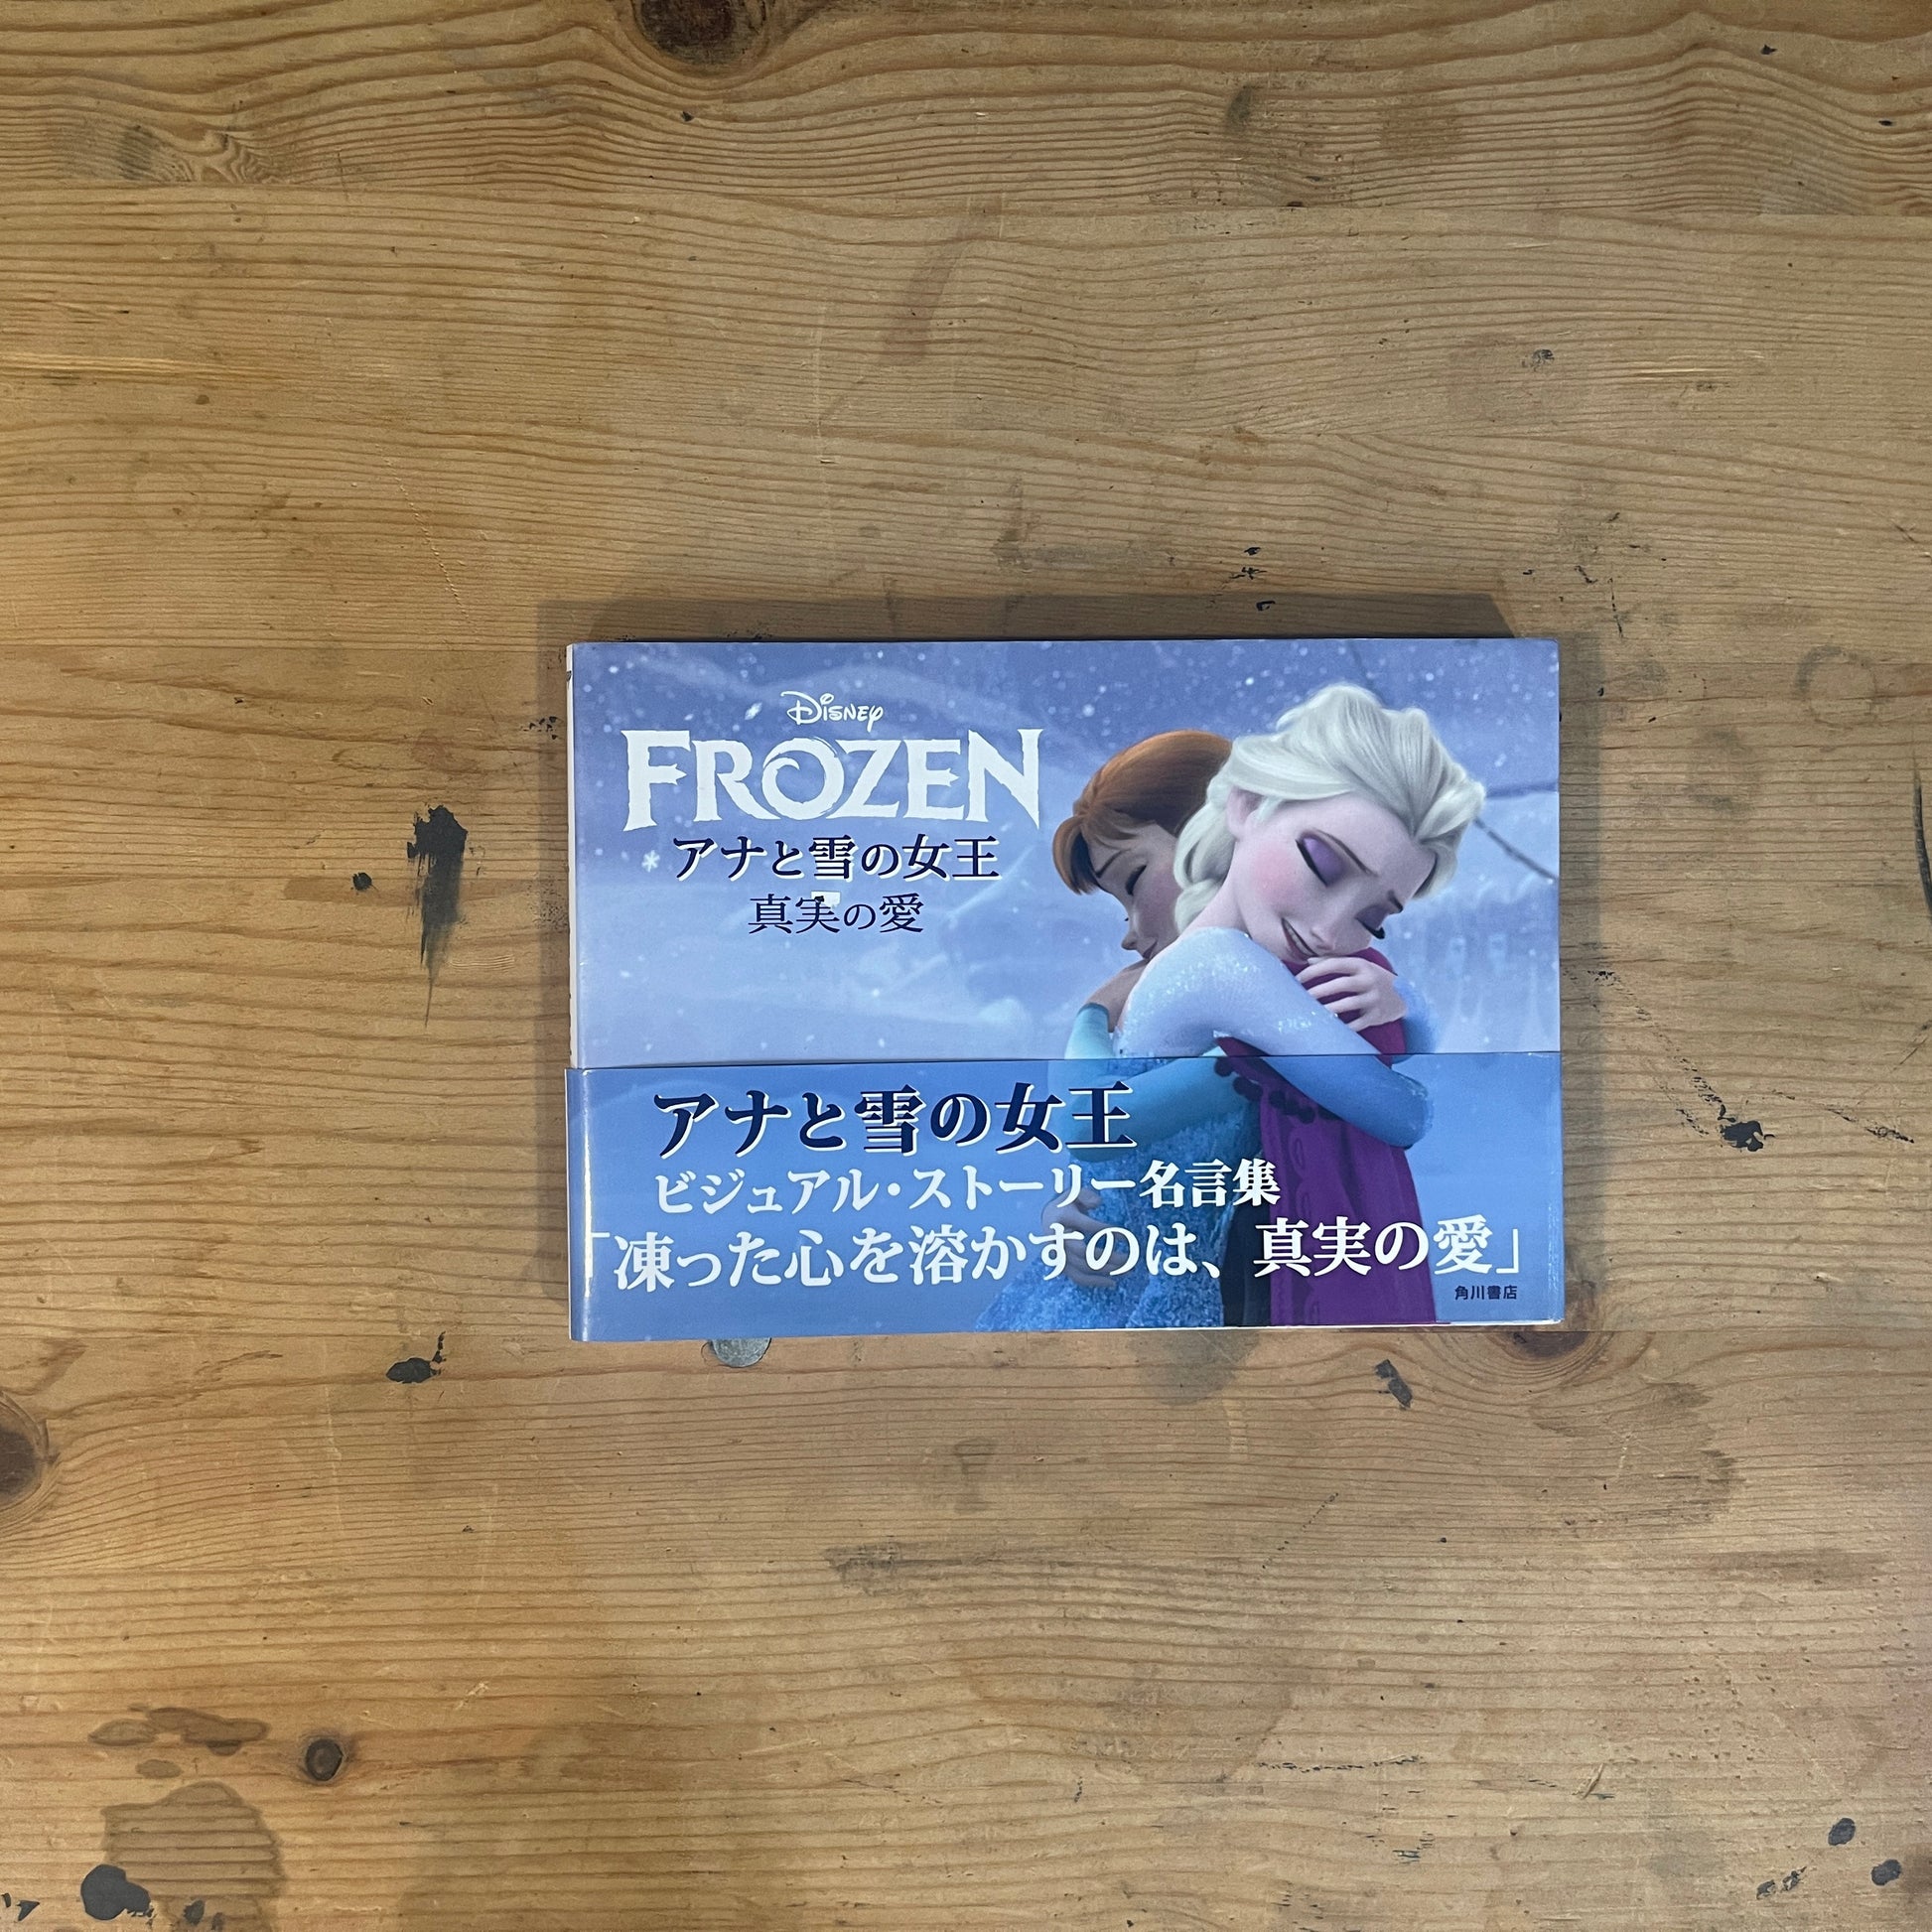 Disney
FROZEN
アナと雪の女王
真実の愛
アナと雪の女王
ビジュアル・ストーリー名言集
「凍った心を溶かすのは、真実の愛」
角川書店